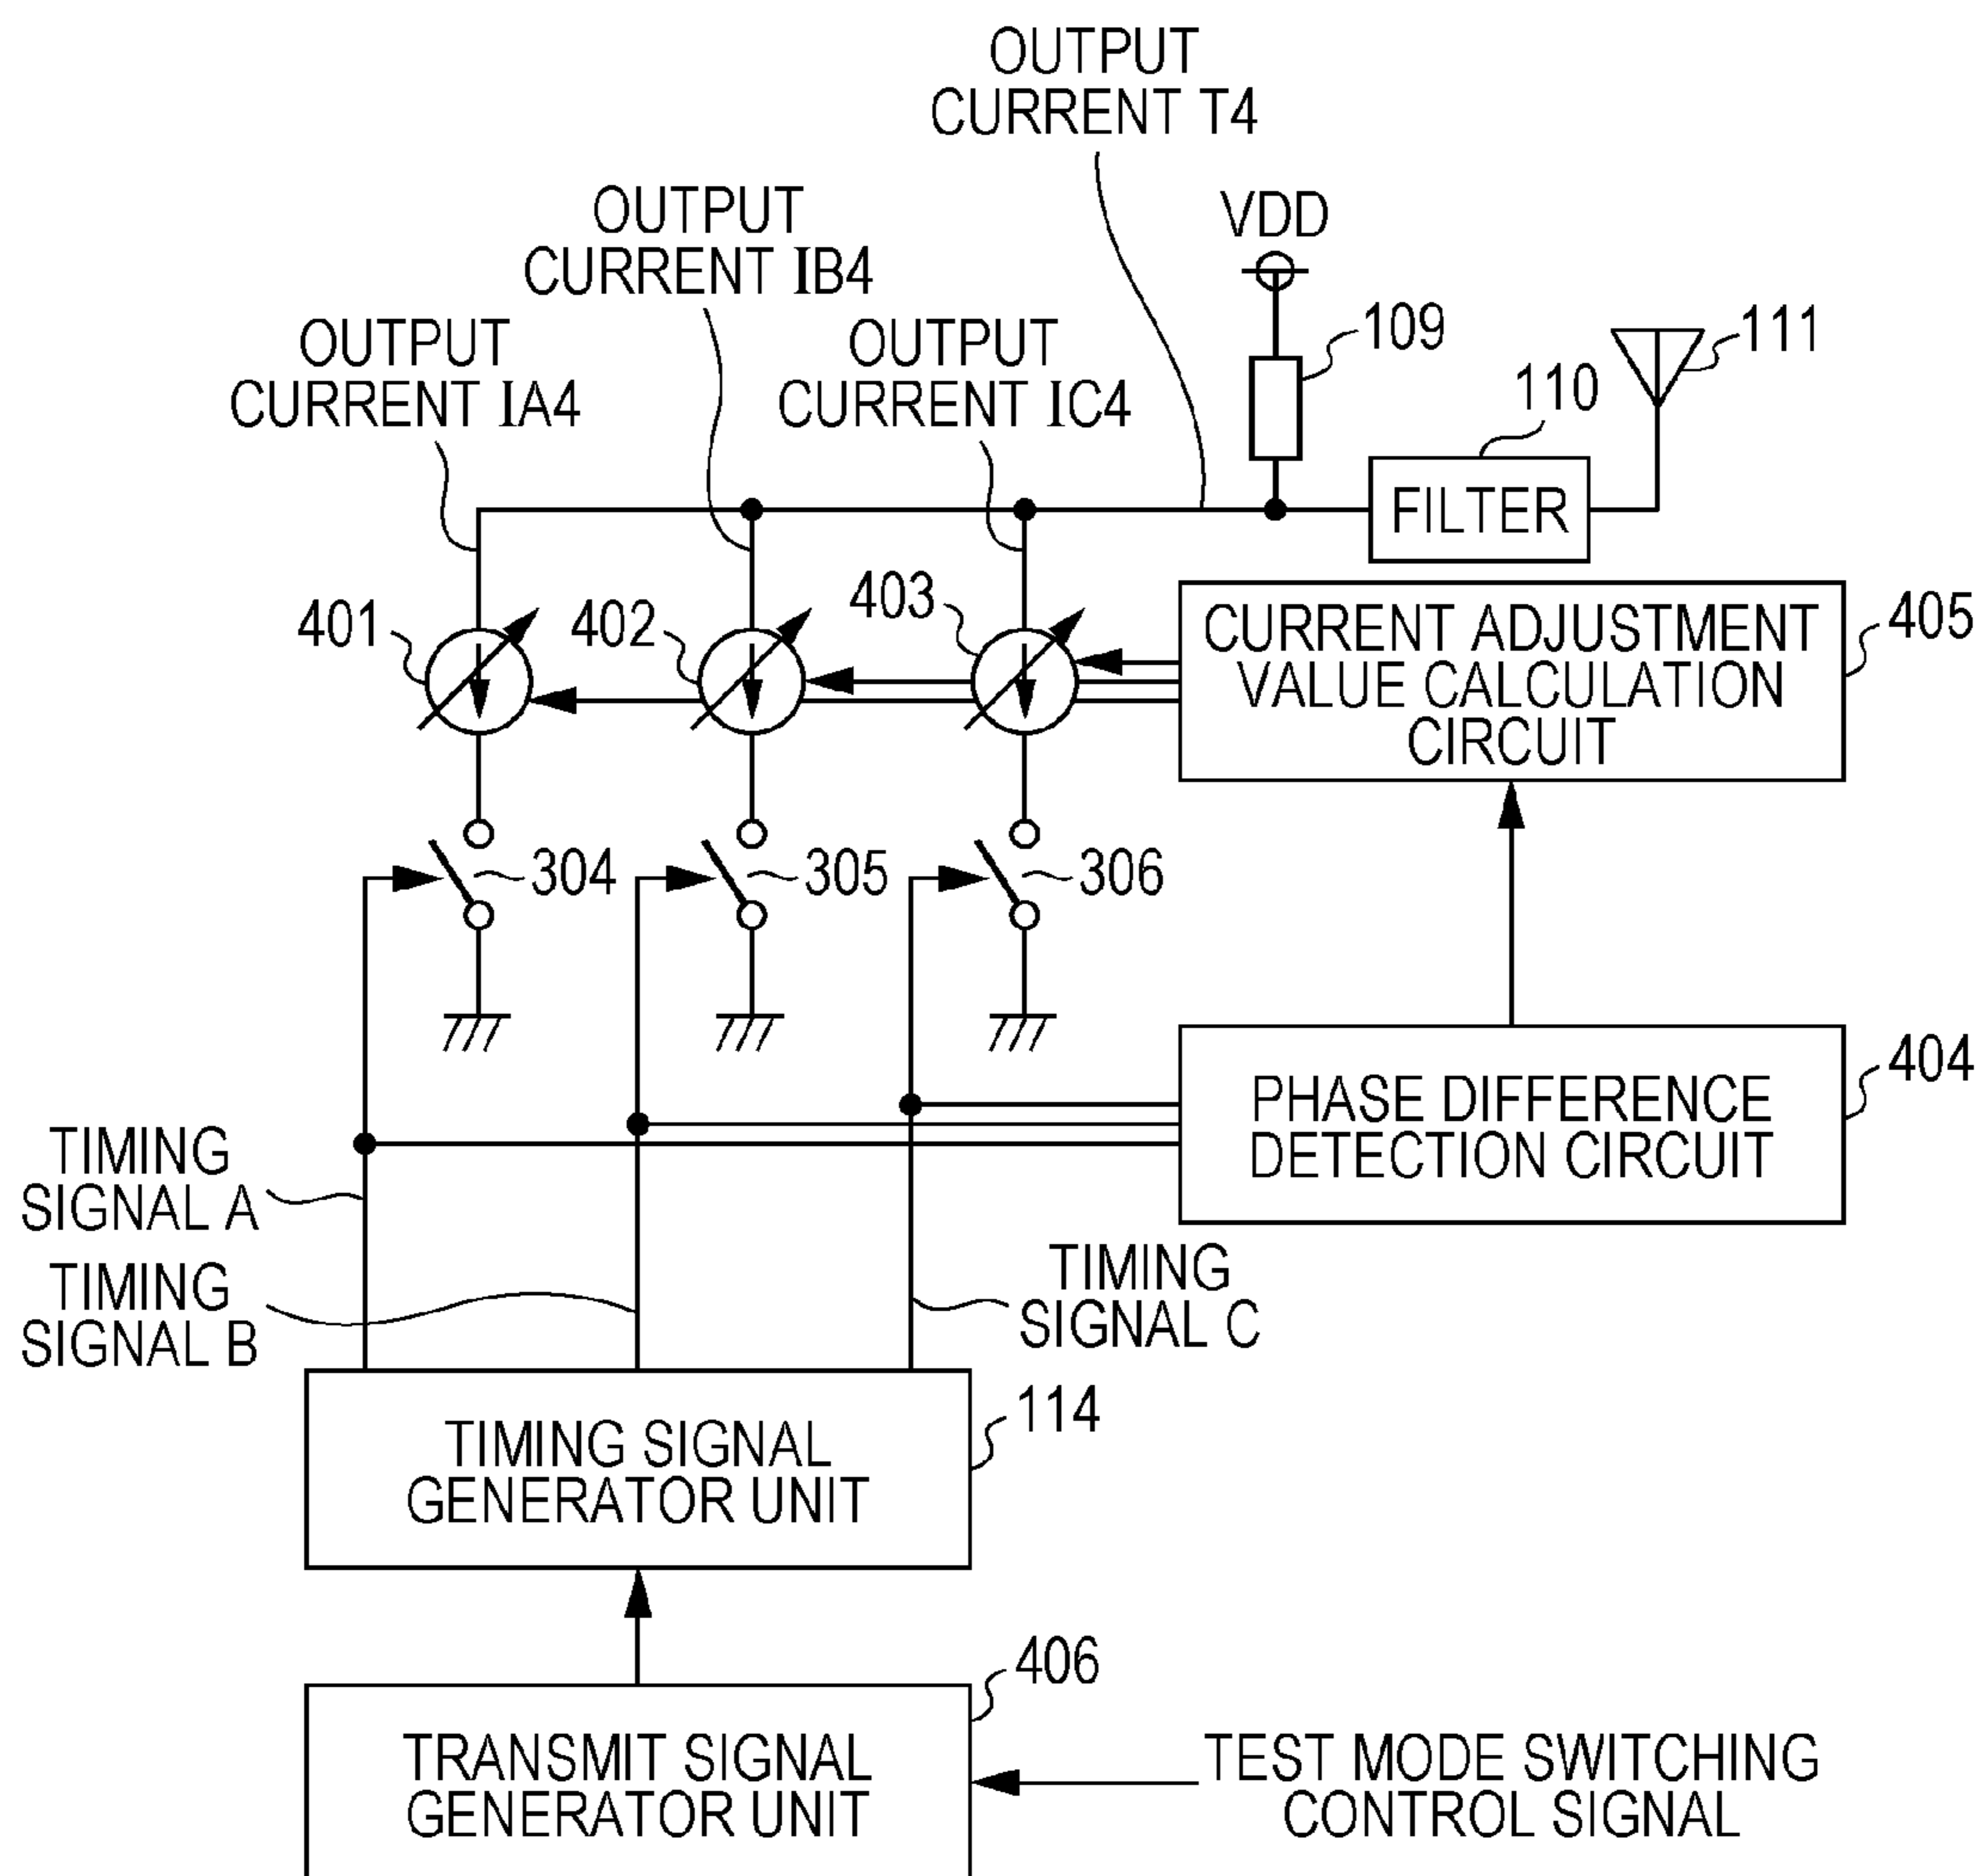 OUTPUT
CURRENT T4
OUTPUT
CURRENT IB4
VDD
OUTPUT
CURRENT IA4
OUTPUT
CURRENT IC4
109
111
110
FILTER
401
402
403
CURRENT ADJUSTMENT
VALUE CALCULATION
CIRCUIT
405
304
305
306
PHASE DIFFERENCE
DETECTION CIRCUIT
404
TIMING
SIGNAL A
TIMING
SIGNAL B
TIMING
SIGNAL C
TIMING SIGNAL
GENERATOR UNIT
114
406
TRANSMIT SIGNAL
GENERATOR UNIT
TEST MODE SWITCHING
CONTROL SIGNAL